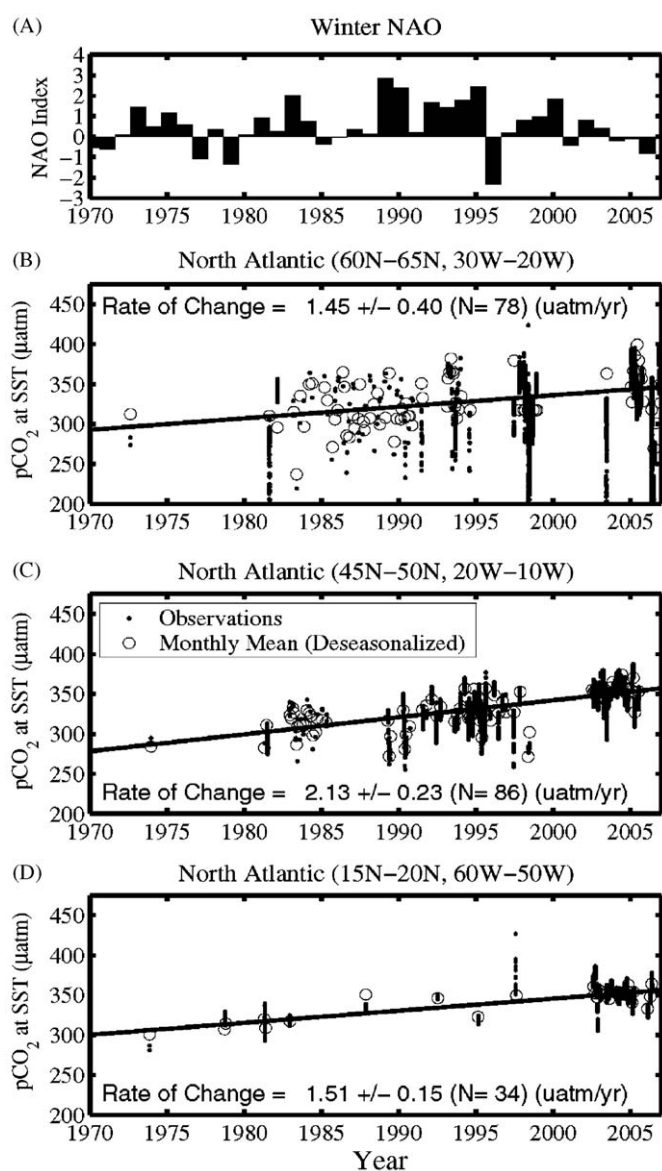 (A) Winter NAO
NAO Index
4
3
2
1
0
−1
−2
−3
1970 1975 1980 1985 1990 1995 2000 2005
(B) North Atlantic (60N−65N, 30W−20W)
pCO2 at SST (µatm)
450
400
350
300
250
200
Rate of Change = 1.45 +/− 0.40 (N= 78) (uatm/yr)
1970 1975 1980 1985 1990 1995 2000 2005
(C) North Atlantic (45N−50N, 20W−10W)
pCO2 at SST (µatm)
450
400
350
300
250
200
Observations
Monthly Mean (Deseasonalized)
Rate of Change = 2.13 +/− 0.23 (N= 86) (uatm/yr)
1970 1975 1980 1985 1990 1995 2000 2005
(D) North Atlantic (15N−20N, 60W−50W)
pCO2 at SST (µatm)
450
400
350
300
250
200
Rate of Change = 1.51 +/− 0.15 (N= 34) (uatm/yr)
1970 1975 1980 1985 1990 1995 2000 2005
Year